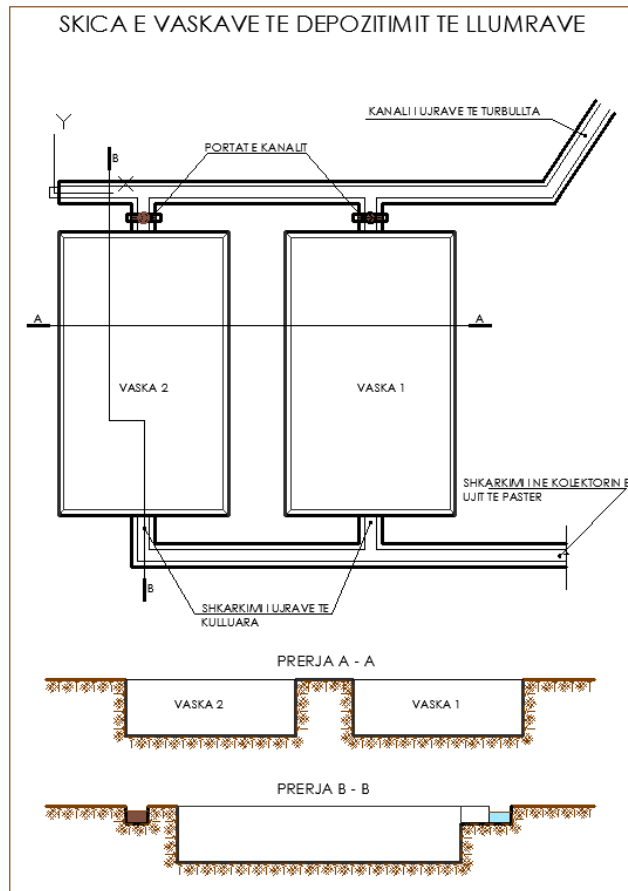 SKICA E VASKAVE TE DEPOZITIMIT TE LLUMRAVE
KANALI I UJRAVE TE TURBULLTA
Y
B
PORTAT E KANALIT
X
A
A
VASKA 2
VASKA 1
SHKARKIMI NE KOLEKTORIN E
UJIT TE PASTER
B
SHKARKIMI I UJRAVE TE
KULLUARA
PRERJA A - A
VASKA 2
VASKA 1
PRERJA B - B